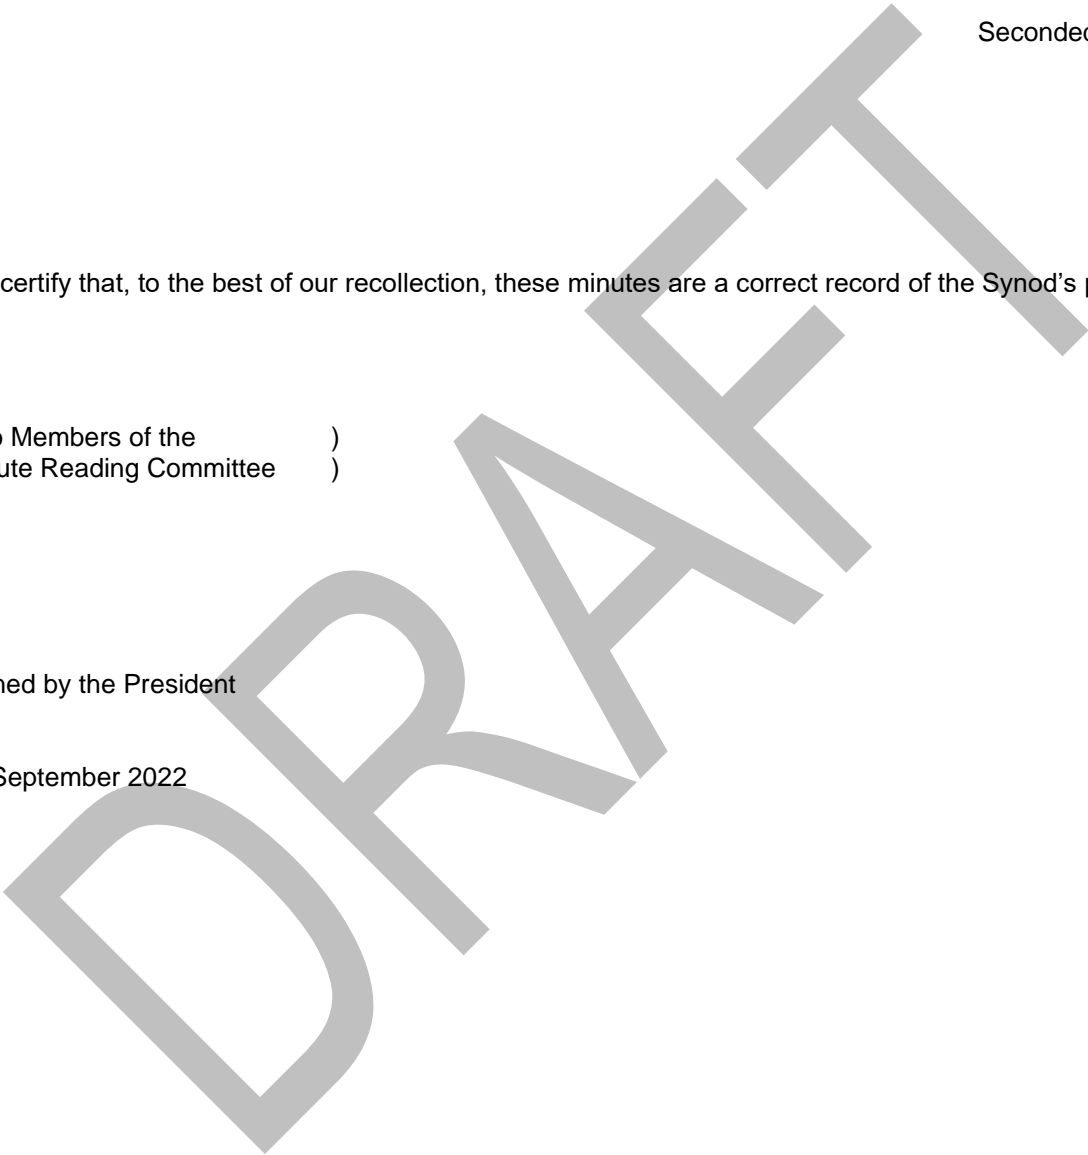 Seconded
certify that, to the best of our recollection, these minutes are a correct record of the Synod’s
Members of the )
ute Reading Committee )
ned by the President
September 2022
DRAFT